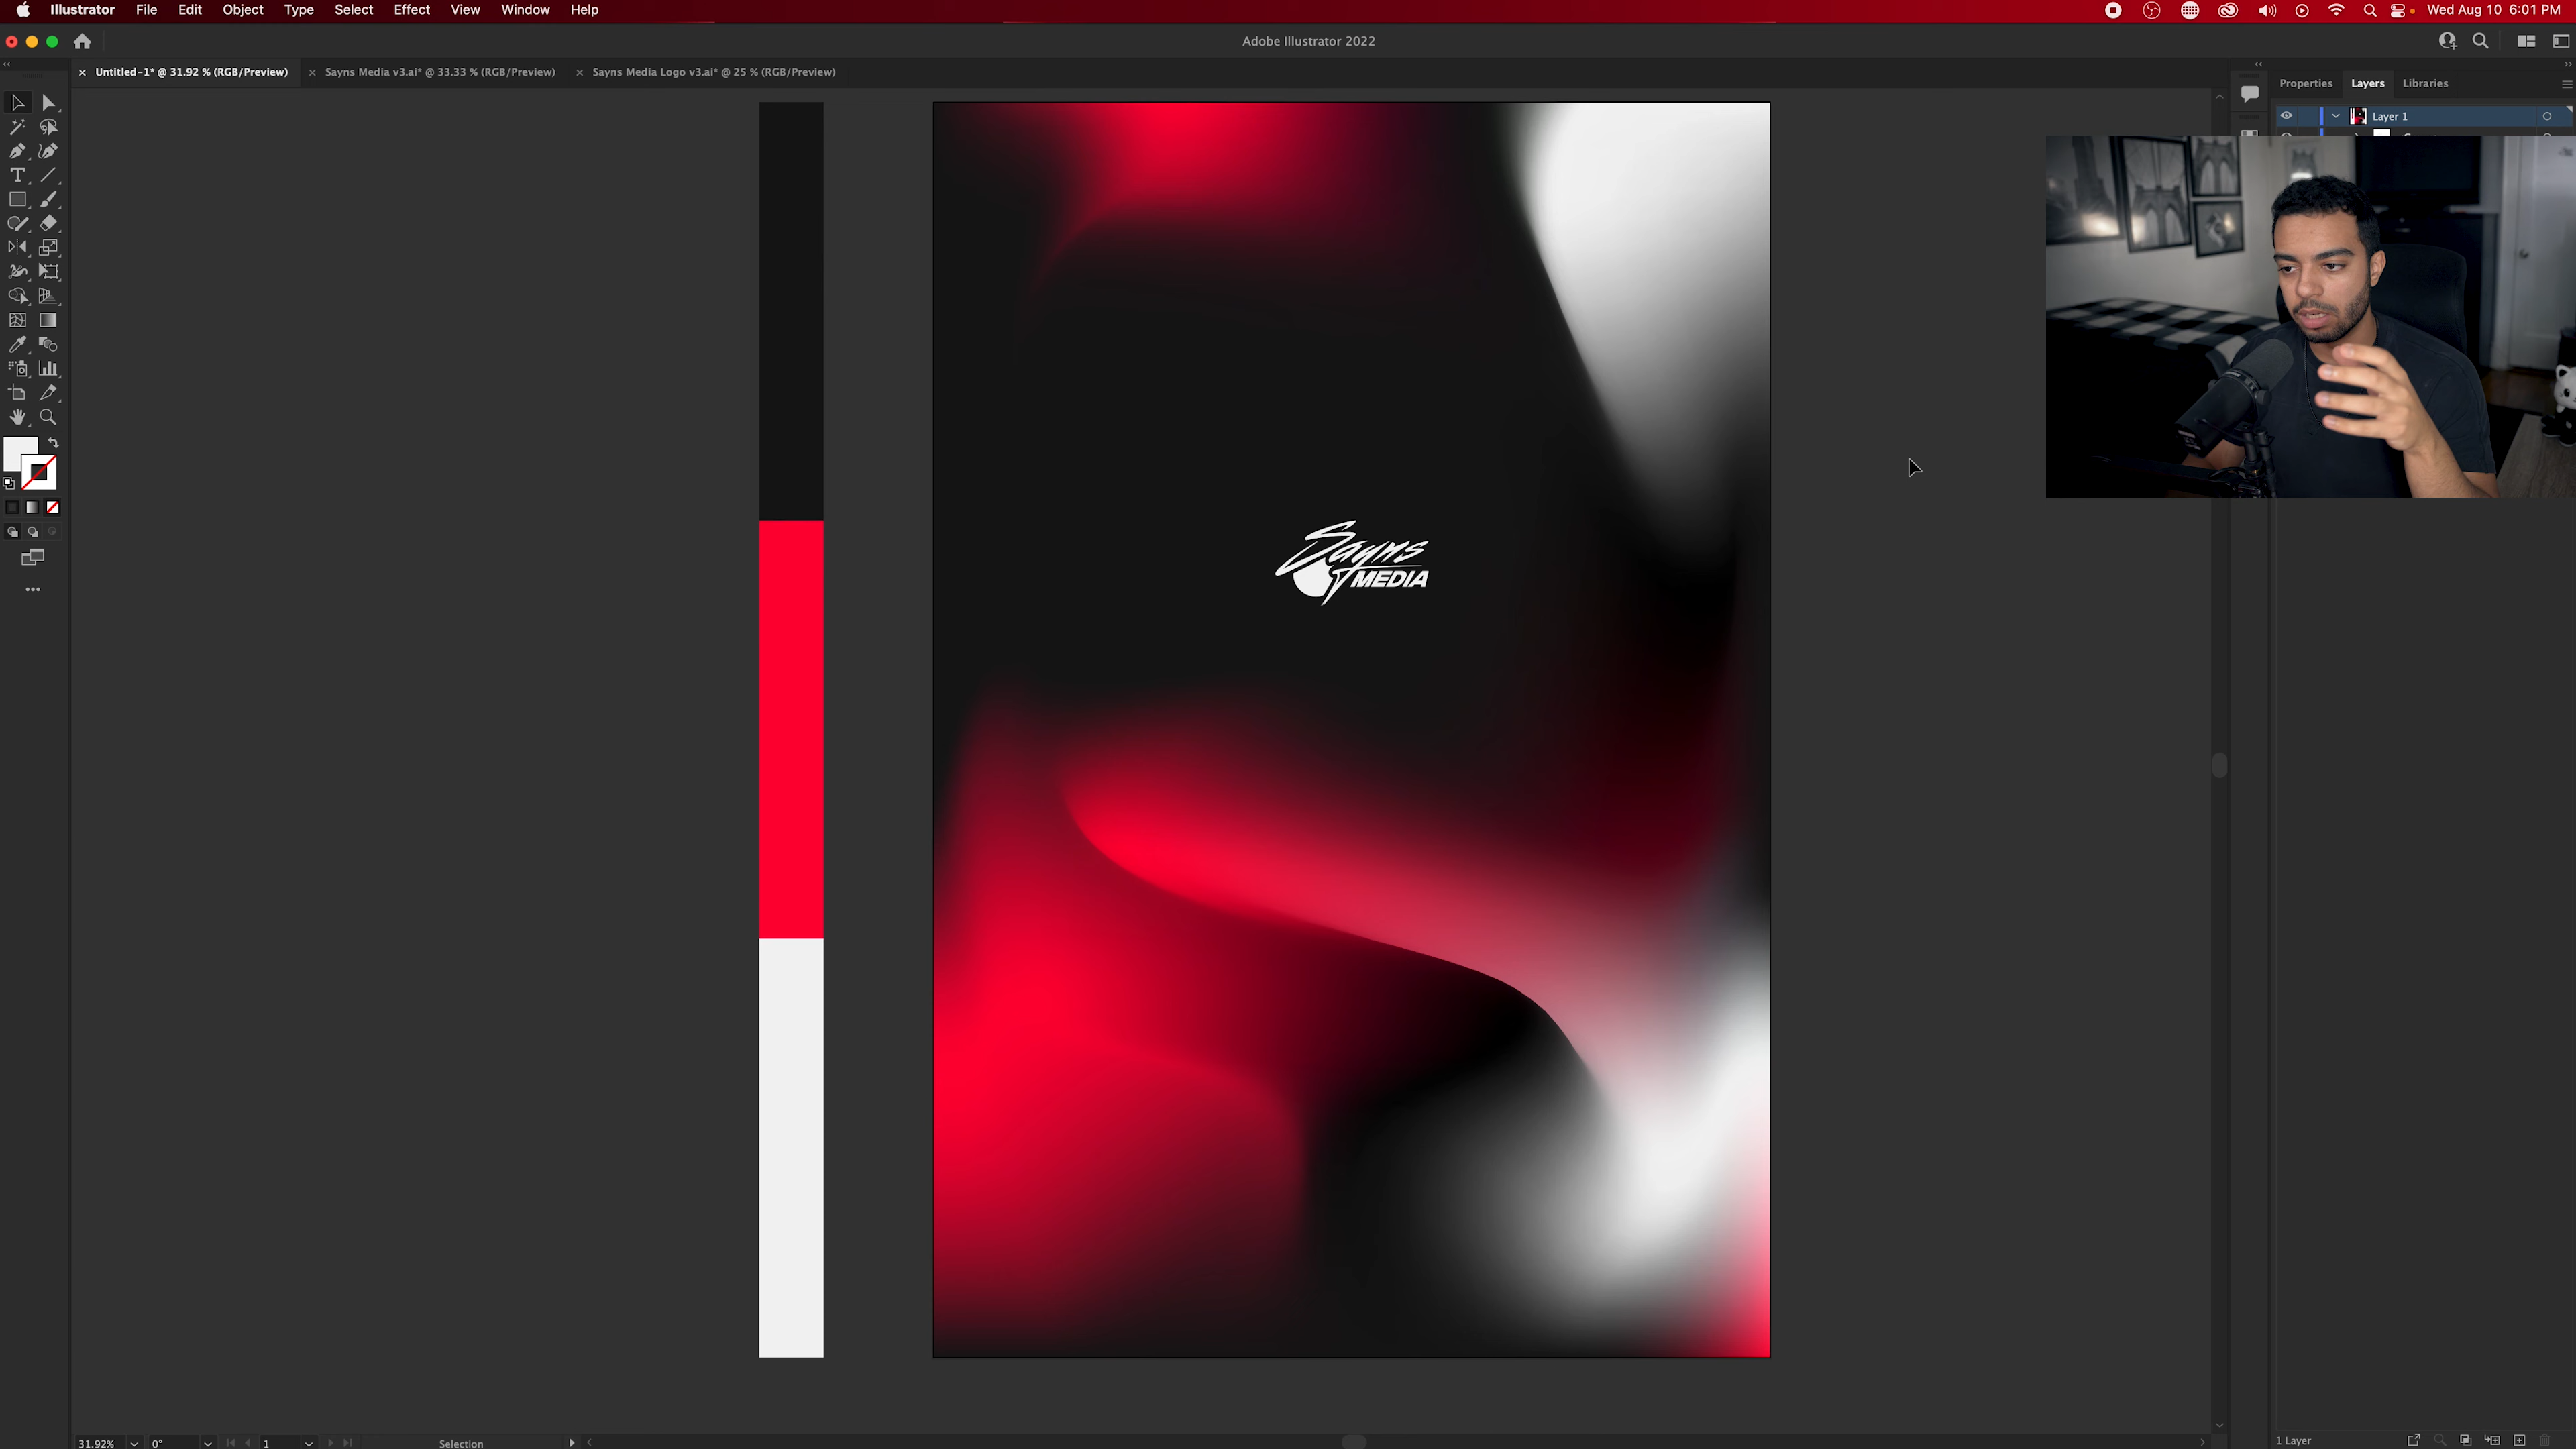 Illustrator File Edit Object Type Select Effect View Window Help Wed Aug 10 6:01 PM
Adobe Illustrator 2022
Untitled-1* @ 31.92 % (RGB/Preview) Sayns Media v3.ai* @ 33.33 % (RGB/Preview) Sayns Media Logo v3.ai* @ 25 % (RGB/Preview)
Properties Layers Libraries
Layer 1
Sayns
MEDIA
31.92% 0° 1 Selection 1 Layer